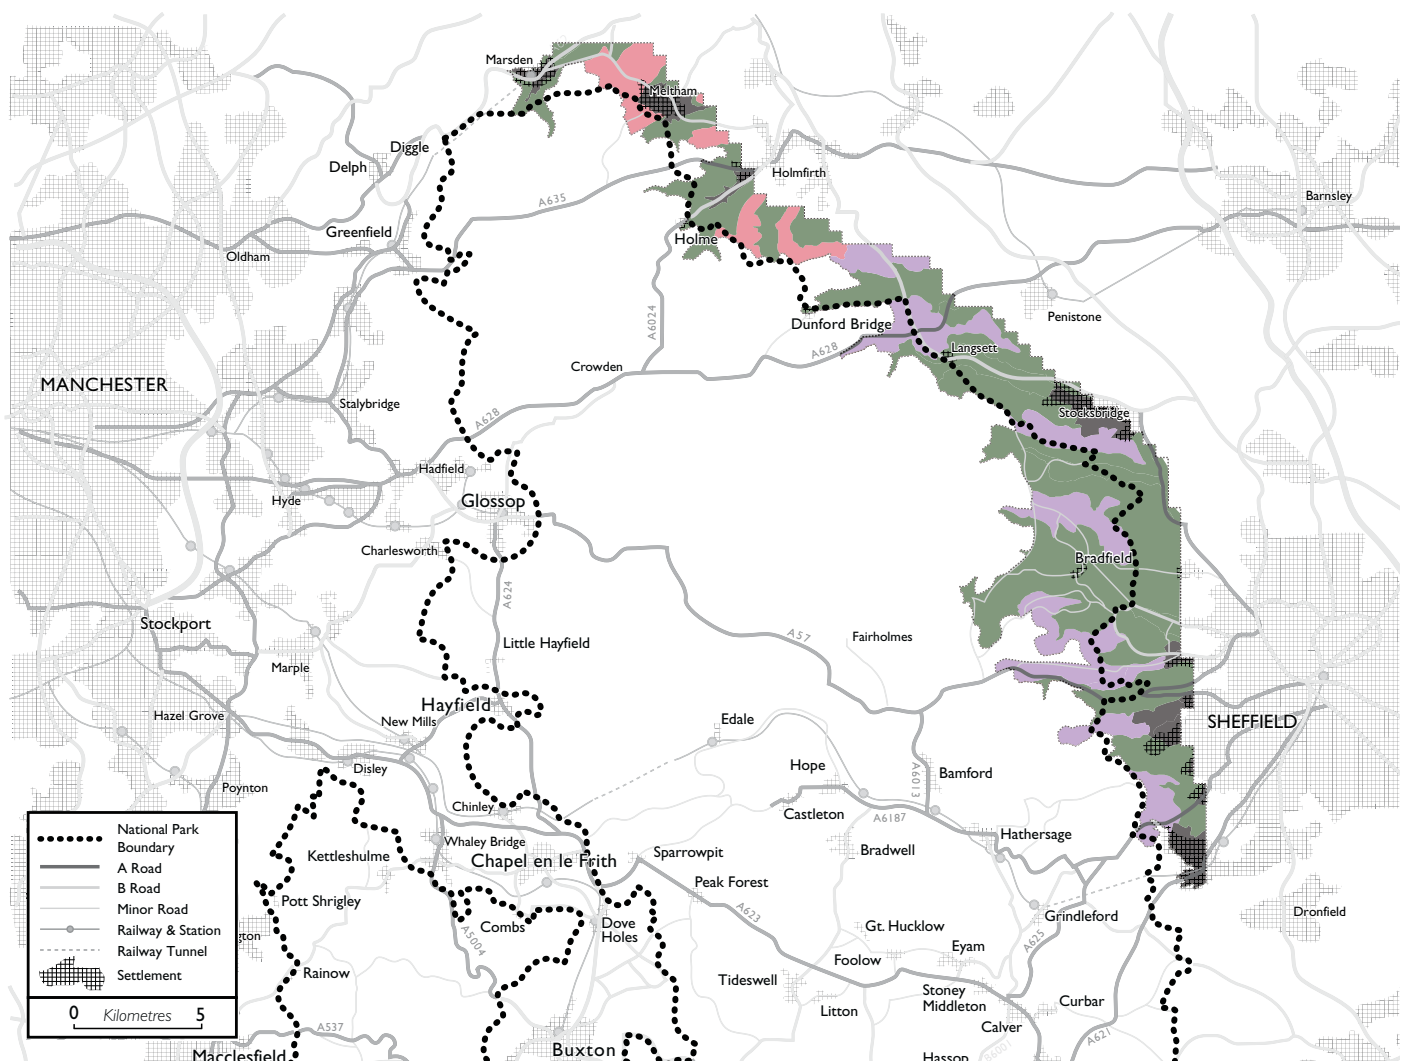 Marsden
Meltham
Diggle
Delph
Holmfirth
Barnsley
A635
Greenfield
Holme
Oldham
A6024
Dunford Bridge
Penistone
A628
Langsett
Crowden
MANCHESTER
Stalybridge
A628
Stocksbridge
Hadfield
Hyde
Glossop
Charlesworth
Bradfield
A624
Stockport
Little Hayfield
A57
Fairholmes
Marple
Hayfield
Hazel Grove
New Mills
Edale
SHEFFIELD
Disley
Hope
Bamford
A6013
Poynton
Chinley
Castleton
A6187
Hathersage
Whaley Bridge
Kettleshulme
Chapel en le Frith
Sparrowpit
Bradwell
Peak Forest
Pott Shrigley
A623
Grindleford
Dronfield
Combs
Dove
Holes
Gt. Hucklow
A625
gton
A5004
Eyam
Foolow
Rainow
Tideswell
Stoney
Middleton
Curbar
Litton
Calver
A537
A621
B6001
Macclesfield
Buxton
Hassop
National Park
Boundary
A Road
B Road
Minor Road
Railway & Station
Railway Tunnel
Settlement
0 Kilometres 5